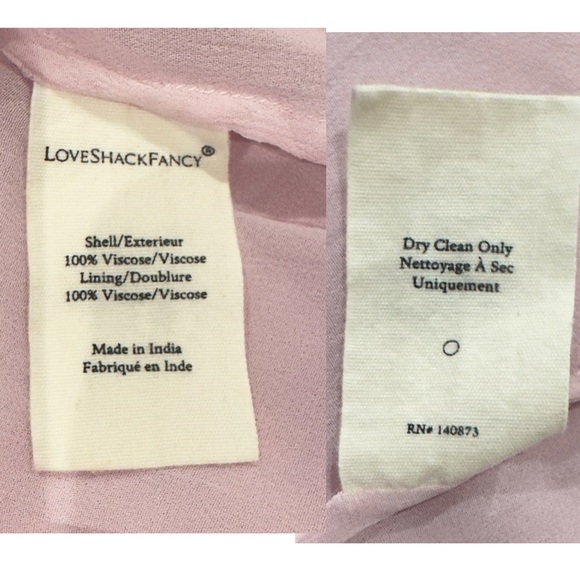 LOVESHACKFANCY®
Shell/Exterieur
100% Viscose/Viscose
Lining/Doublure
100% Viscose/Viscose
Made in India
Fabriqué en Inde
Dry Clean Only
Nettoyage À Sec
Uniquement
RN# 140873